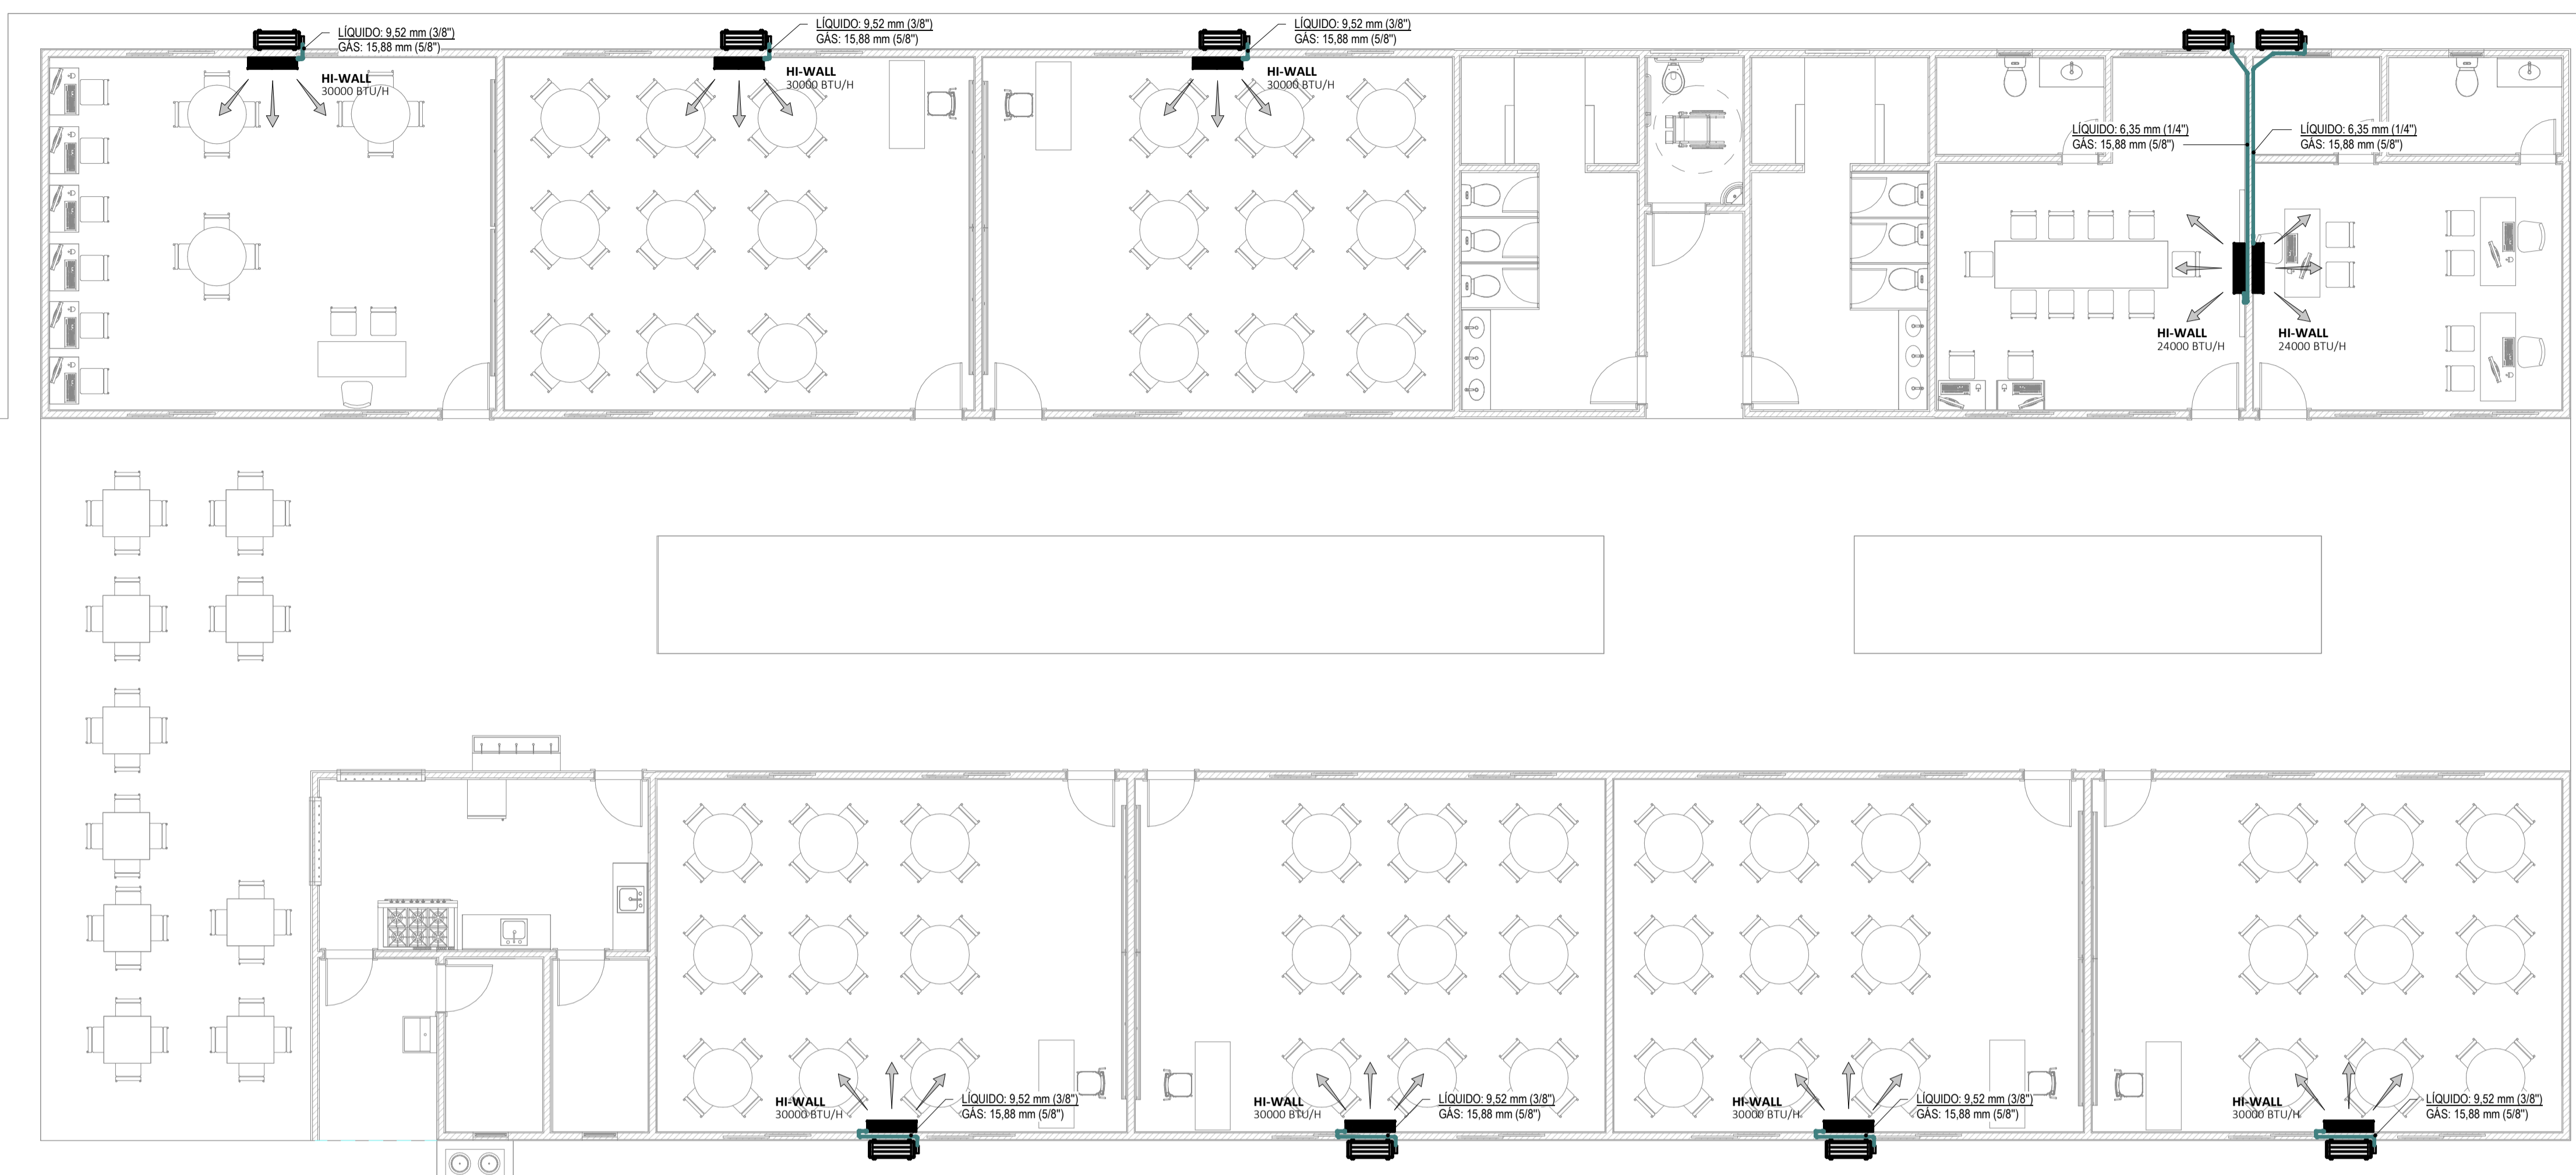 LÍQUIDO: 9,52 mm (3/8")
GÁS: 15,88 mm (5/8")
HI-WALL
30000 BTU/H
LÍQUIDO: 9,52 mm (3/8")
GÁS: 15,88 mm (5/8")
HI-WALL
30000 BTU/H
LÍQUIDO: 9,52 mm (3/8")
GÁS: 15,88 mm (5/8")
HI-WALL
30000 BTU/H
LÍQUIDO: 6,35 mm (1/4")
GÁS: 15,88 mm (5/8")
LÍQUIDO: 6,35 mm (1/4")
GÁS: 15,88 mm (5/8")
HI-WALL
24000 BTU/H
HI-WALL
24000 BTU/H
HI-WALL
30000 BTU/H
LÍQUIDO: 9,52 mm (3/8")
GÁS: 15,88 mm (5/8")
HI-WALL
30000 BTU/H
LÍQUIDO: 9,52 mm (3/8")
GÁS: 15,88 mm (5/8")
HI-WALL
30000 BTU/H
LÍQUIDO: 9,52 mm (3/8")
GÁS: 15,88 mm (5/8")
HI-WALL
30000 BTU/H
LÍQUIDO: 9,52 mm (3/8")
GÁS: 15,88 mm (5/8")